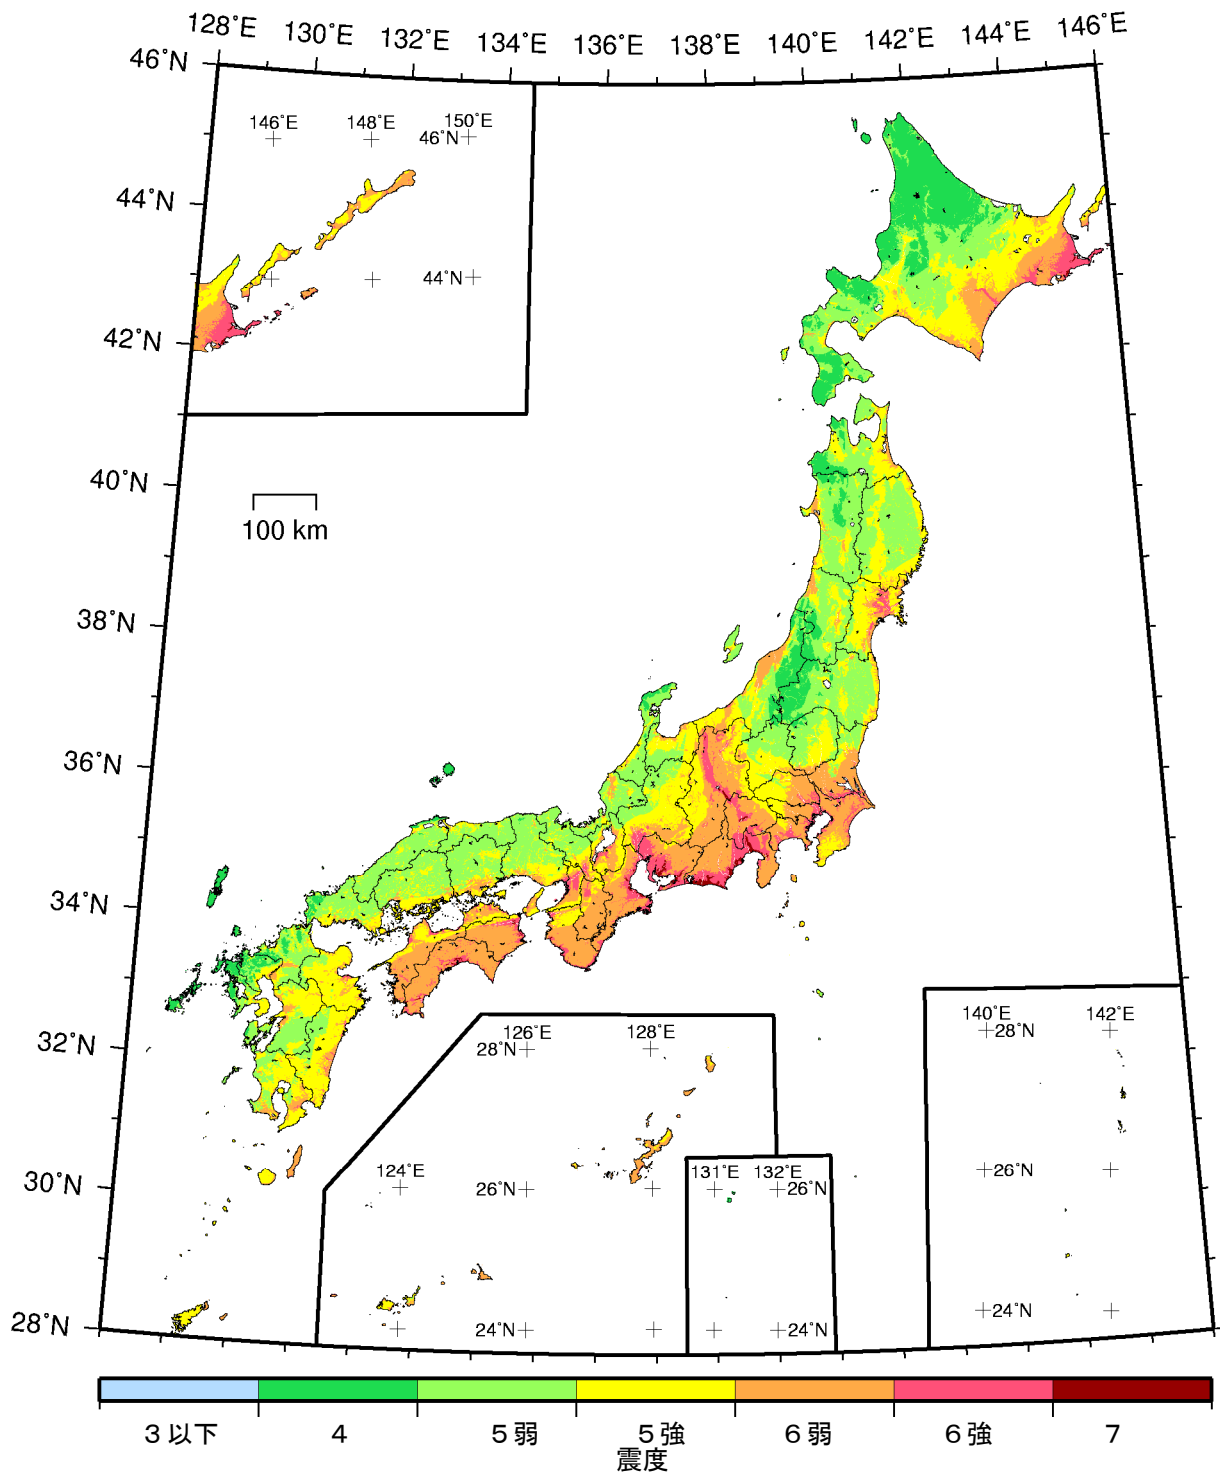 128°E 130°E 132°E 134°E 136°E 138°E 140°E 142°E 144°E 146°E
46°N
146°E 148°E 150°E
46°N
44°N
44°N
42°N
40°N
100 km
38°N
36°N
34°N
32°N
126°E 128°E
28°N
140°E 142°E
28°N
30°N
124°E
26°N
131°E 132°E
26°N
26°N
28°N
24°N
24°N
24°N
3以下 4 5弱 5強 6弱 6強 7
震度